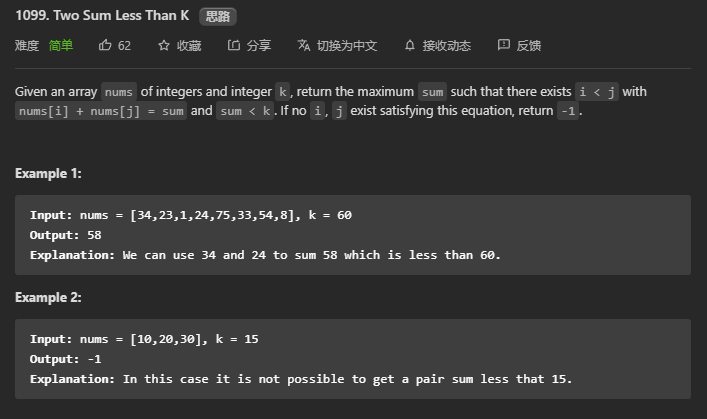 1099. Two Sum Less Than K 思路
难度 简单 62 收藏 分享 切换为中文 接收动态 反馈
Given an array nums of integers and integer k, return the maximum sum such that there exists i < j with
nums[i] + nums[j] = sum and sum < k. If no i, j exist satisfying this equation, return -1.
Example 1:
Input: nums = [34,23,1,24,75,33,54,8], k = 60
Output: 58
Explanation: We can use 34 and 24 to sum 58 which is less than 60.
Example 2:
Input: nums = [10,20,30], k = 15
Output: -1
Explanation: In this case it is not possible to get a pair sum less that 15.